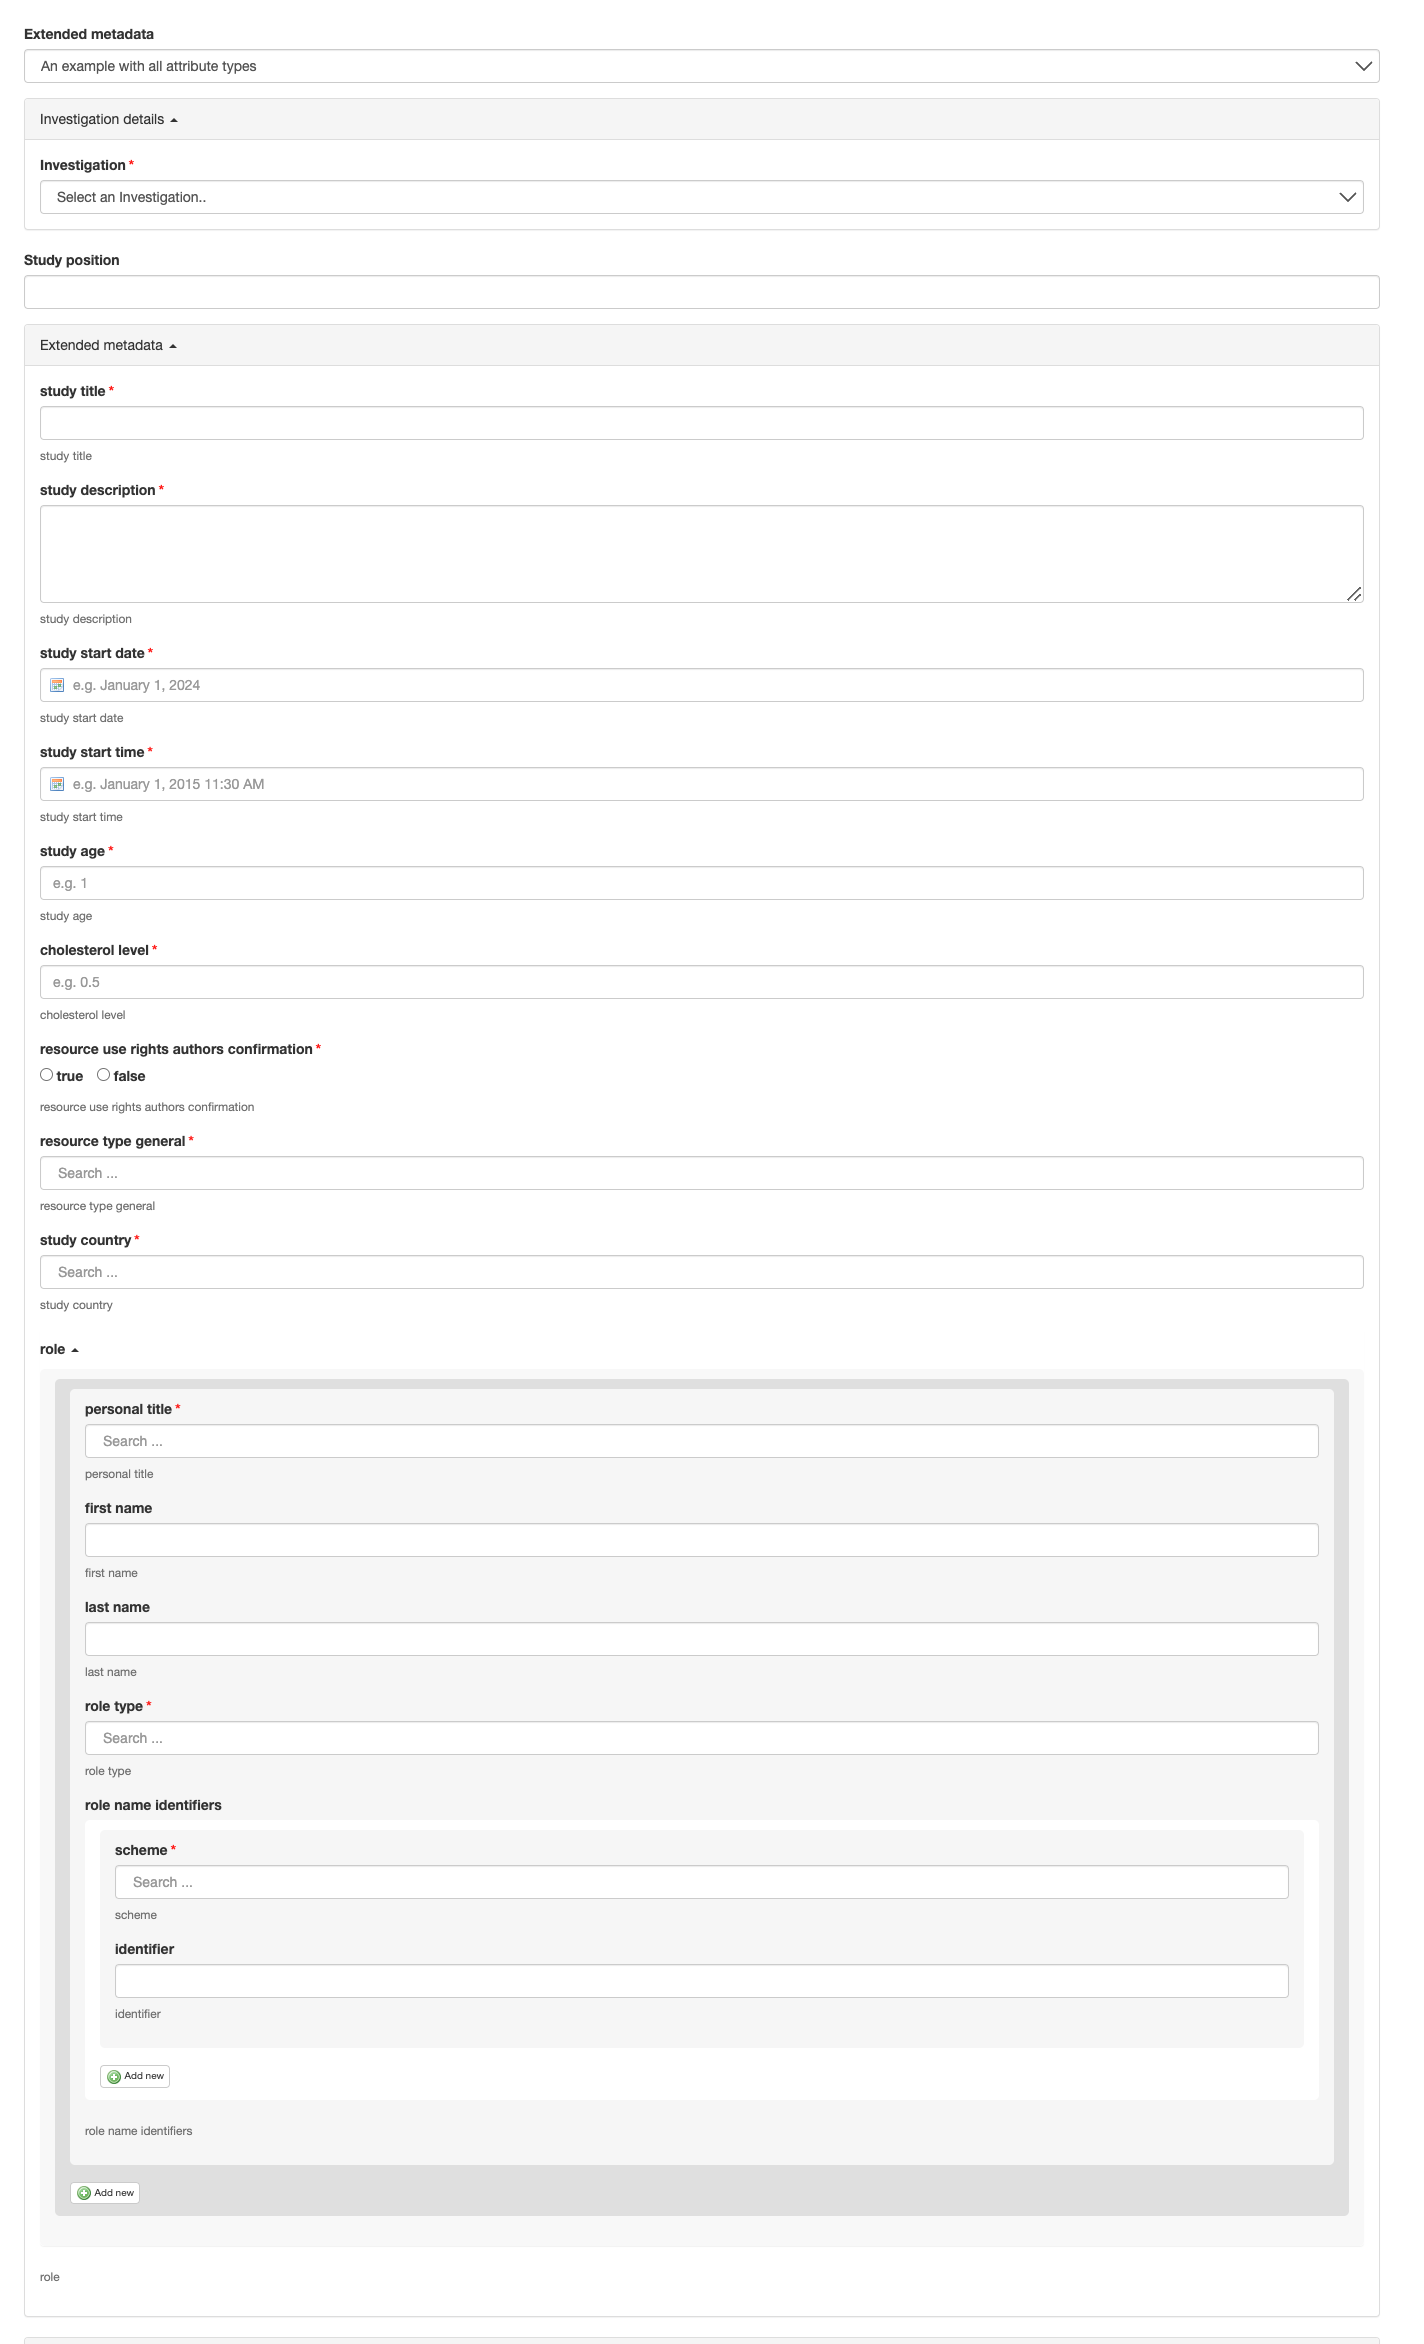 Extended metadata
An example with all attribute types
Investigation details
Investigation *
Select an Investigation..
Study position
Extended metadata
study title *
study title
study description *
study description
study start date *
e.g. January 1, 2024
study start date
study start time *
e.g. January 1, 2015 11:30 AM
study start time
study age *
e.g. 1
study age
cholesterol level *
e.g. 0.5
cholesterol level
resource use rights authors confirmation *
true false
resource use rights authors confirmation
resource type general *
Search ...
resource type general
study country *
Search ...
study country
role
personal title *
Search ...
personal title
first name
first name
last name
last name
role type *
Search ...
role type
role name identifiers
scheme *
Search ...
scheme
identifier
identifier
Add new
role name identifiers
Add new
role